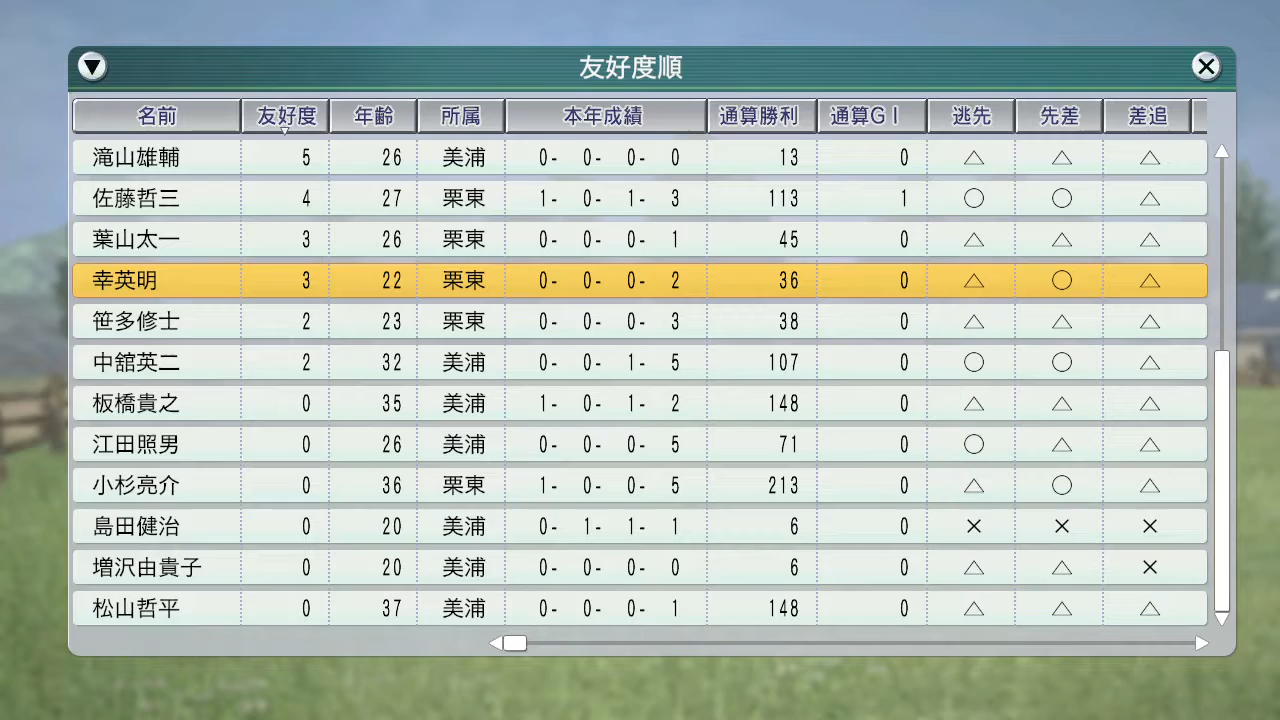 友好度順
名前 友好度 年齢 所属 本年成績 通算勝利 通算GⅠ 逃先 先差 差追
滝山雄輔 5 26 美浦 0- 0- 0- 0 13 0 △ △ △
佐藤哲三 4 27 栗東 1- 0- 1- 3 113 1 ○ ○ △
葉山太一 3 26 栗東 0- 0- 0- 1 45 0 △ △ △
幸英明 3 22 栗東 0- 0- 0- 2 36 0 △ ○ △
笹多修士 2 23 栗東 0- 0- 0- 3 38 0 △ △ △
中舘英二 2 32 美浦 0- 0- 1- 5 107 0 ○ ○ △
板橋貴之 0 35 美浦 1- 0- 1- 2 148 0 △ △ △
江田照男 0 26 美浦 0- 0- 0- 5 71 0 ○ △ △
小杉亮介 0 36 栗東 1- 0- 0- 5 213 0 △ ○ △
島田健治 0 20 美浦 0- 1- 1- 1 6 0 × × ×
増沢由貴子 0 20 美浦 0- 0- 0- 0 6 0 △ △ ×
松山哲平 0 37 美浦 0- 0- 0- 1 148 0 △ △ △